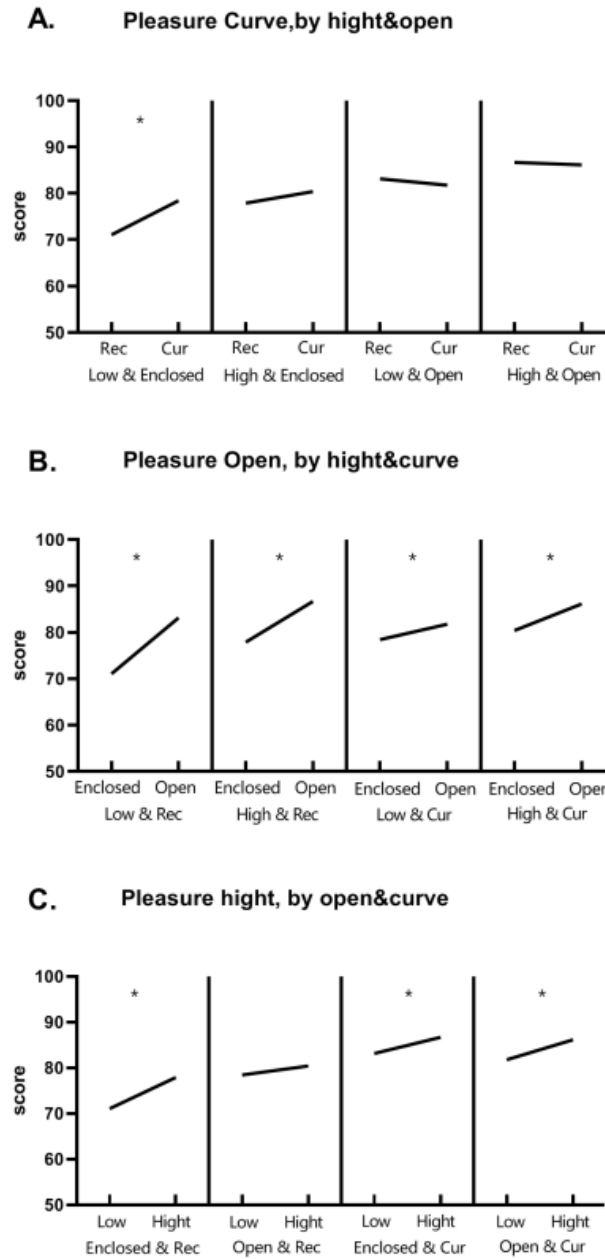 A. Pleasure Curve,by hight&open
100
90
80
70
60
50
score
*
Rec Cur Rec Cur Rec Cur Rec Cur
Low & Enclosed High & Enclosed Low & Open High & Open
B. Pleasure Open, by hight&curve
100
90
80
70
60
50
score
* * * *
Enclosed Open Enclosed Open Enclosed Open Enclosed Open
Low & Rec High & Rec Low & Cur High & Cur
C. Pleasure hight, by open&curve
100
90
80
70
60
50
score
* * *
Low Hight Low Hight Low Hight Low Hight
Enclosed & Rec Open & Rec Enclosed & Cur Open & Cur